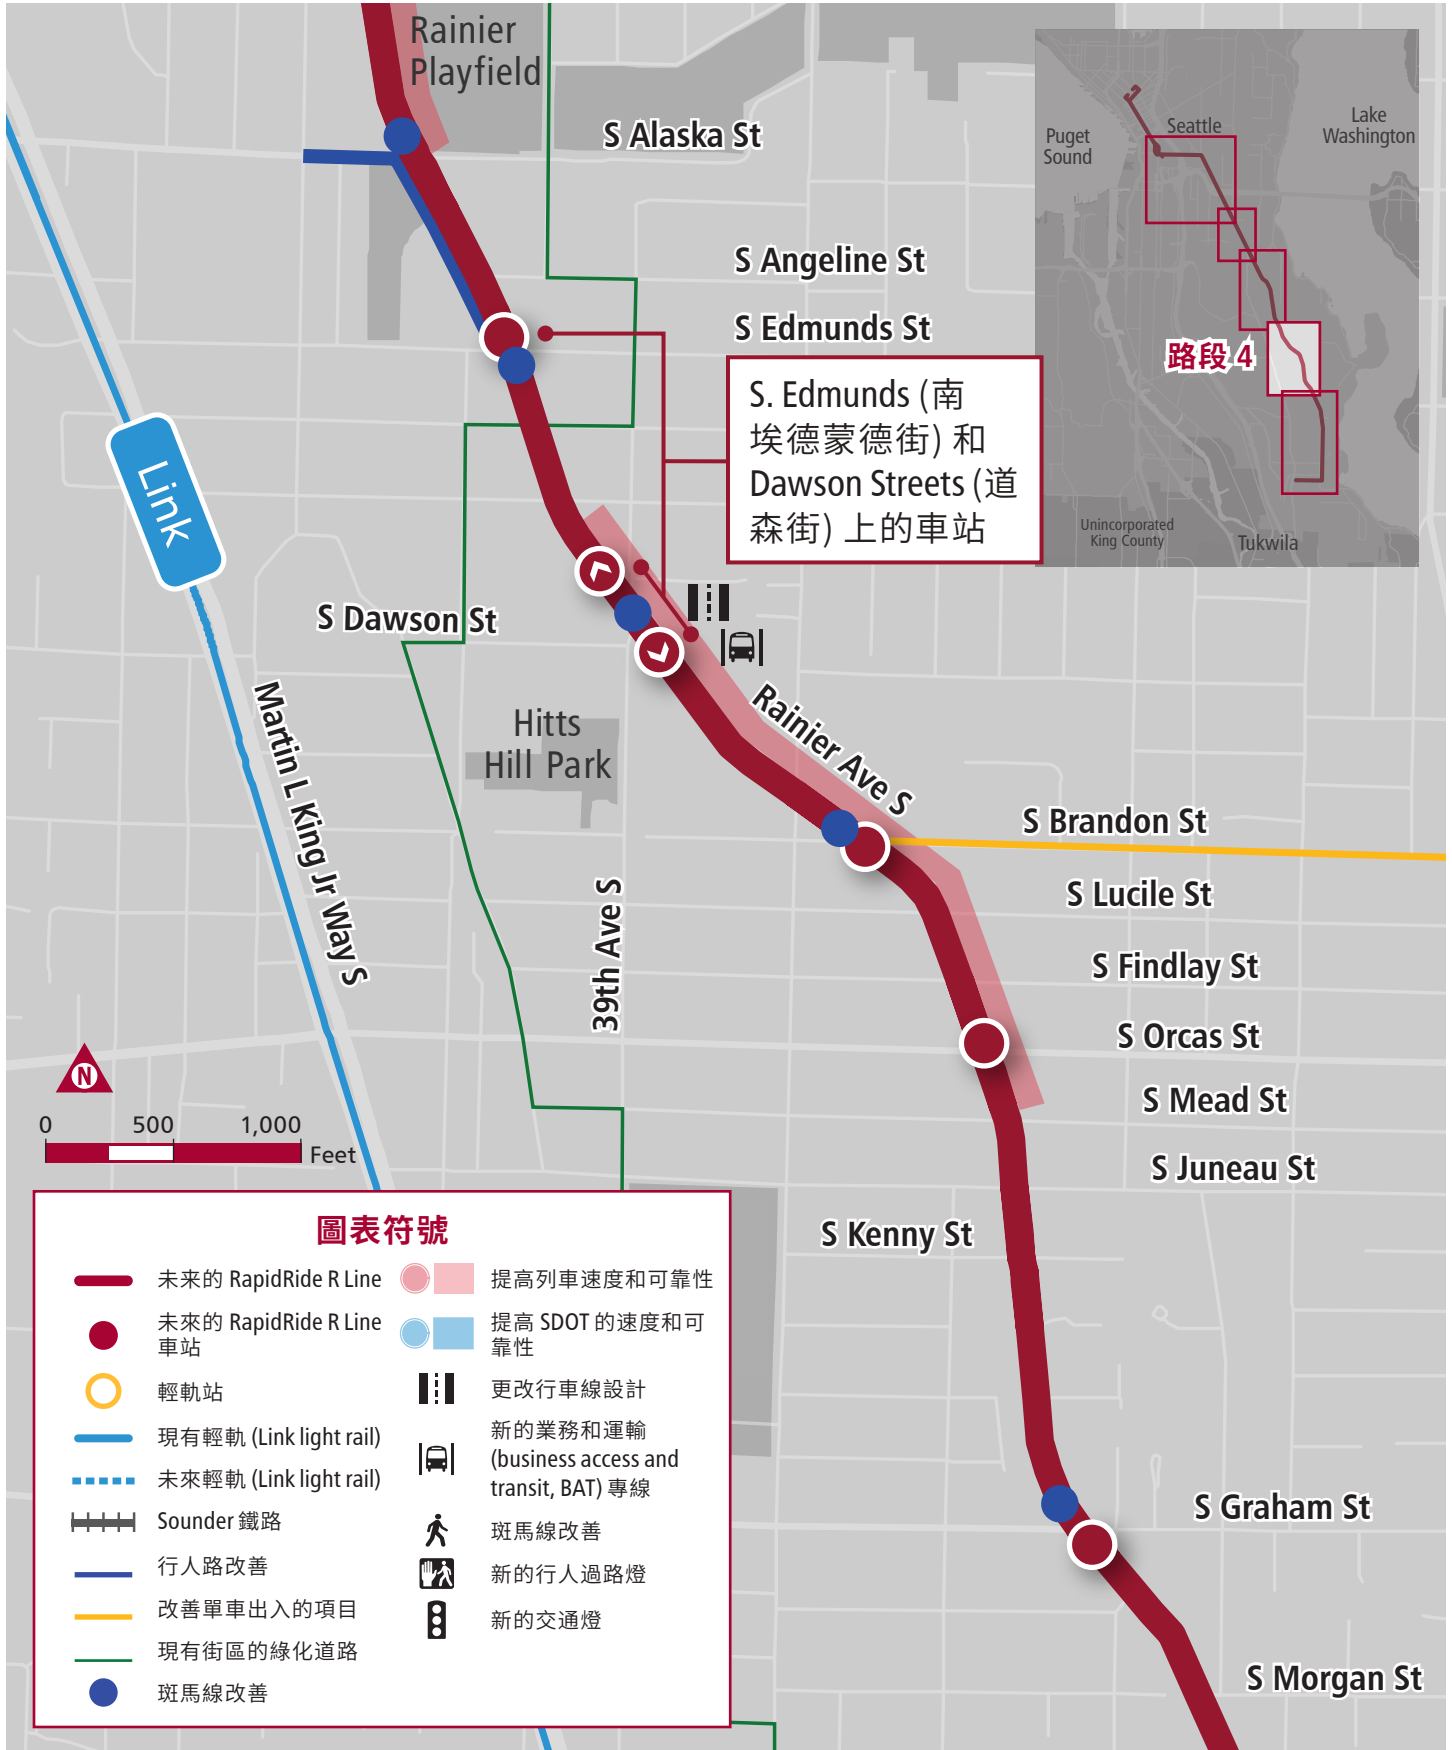 Rainier
Playfield
S Alaska St
S Angeline St
S Edmunds St
Puget
Sound
Seattle
Lake
Washington
路段 4
Unincorporated
King County
Tukwila
S. Edmunds (南
埃德蒙德街) 和
Dawson Streets (道
森街) 上的車站
Link
S Dawson St
Martin L King Jr Way S
Hitts
Hill Park
Rainier Ave S
39th Ave S
S Brandon St
S Lucile St
S Findlay St
S Orcas St
S Mead St
S Juneau St
S Kenny St
S Graham St
S Morgan St
N
0 500 1,000
Feet
圖表符號
未来的 RapidRide R Line
未來的 RapidRide R Line
車站
輕軌站
現有輕軌 (Link light rail)
未來輕軌 (Link light rail)
Sounder 鐵路
行人路改善
改善單車出入的項目
現有街區的綠化道路
斑馬線改善
提高列車速度和可靠性
提高 SDOT 的速度和可
靠性
更改行車線設計
新的業務和運輸
(business access and
transit, BAT) 專線
斑馬線改善
新的行人過路燈
新的交通燈